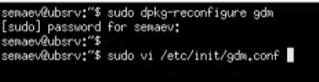 semaev@ubsrv:~$ sudo dpkg-reconfigure gdm
[sudo] password for semaev:
semaev@ubsrv:~$
semaev@ubsrv:~$ sudo vi /etc/init/gdm.conf